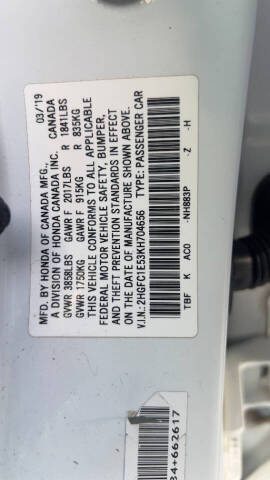 MFD. BY HONDA OF CANADA MFG., 03/'19
A DIVISION OF HONDA CANADA INC. CANADA
GVWR 3858LBS GAWR F 2017LBS R 1841LBS
GVWR 1750KG GAWR F 915KG R 835KG
THIS VEHICLE CONFORMS TO ALL APPLICABLE
FEDERAL MOTOR VEHICLE SAFETY, BUMPER,
AND THEFT PREVENTION STANDARDS IN EFFECT
ON THE DATE OF MANUFACTURE SHOWN ABOVE.
V.I.N.: 2HGFC1E53KH704656 TYPE: PASSENGER CAR
TBF K AC0 -NH883P -Z -H
34+662617